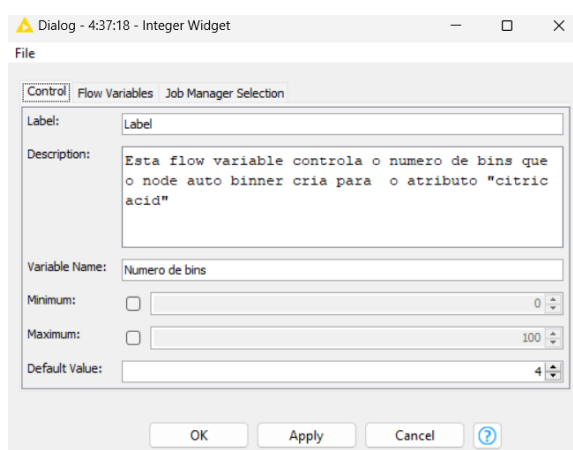 Dialog - 4:37:18 - Integer Widget
File
Control Flow Variables Job Manager Selection
Label: Label
Description: Esta flow variable controla o numero de bins que
o node auto binner cria para o atributo "citric
acid"
Variable Name: Numero de bins
Minimum: 0
Maximum: 100
Default Value: 4
OK Apply Cancel ?